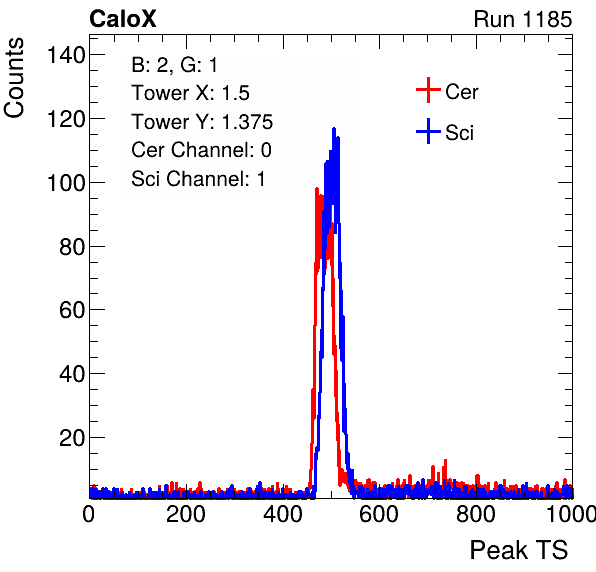 CaloX Run 1185
Counts
B: 2, G: 1
Tower X: 1.5
Tower Y: 1.375
Cer Channel: 0
Sci Channel: 1
Cer
Sci
140
120
100
80
60
40
20
0 200 400 600 800 1000
Peak TS